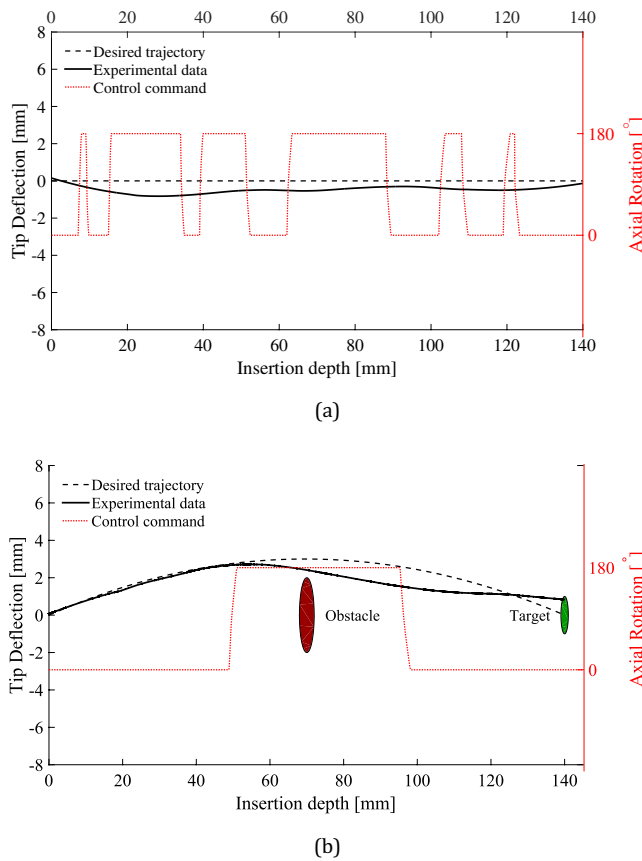 0 20 40 60 80 100 120 140
8
6
4
2
0
-2
-4
-6
-8
Tip Deflection [mm]
Desired trajectory
Experimental data
Control command
180
0
Axial Rotation [°]
0 20 40 60 80 100 120 140
Insertion depth [mm]
(a)
8
6
4
2
0
-2
-4
-6
-8
Tip Deflection [mm]
Desired trajectory
Experimental data
Control command
Obstacle
Target
180
0
Axial Rotation [°]
0 20 40 60 80 100 120 140
Insertion depth [mm]
(b)